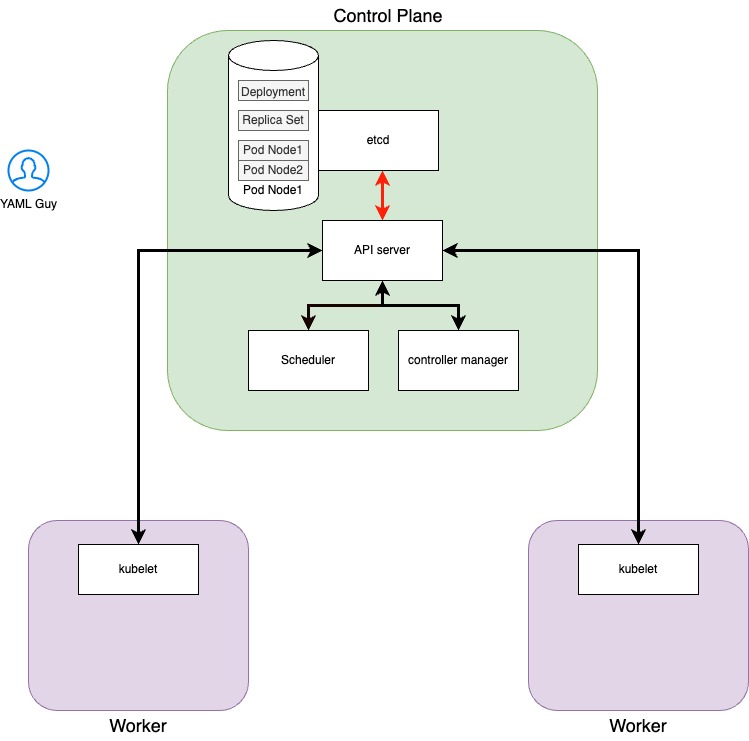 Control Plane
Deployment
Replica Set
Pod Node1
Pod Node2
Pod Node1
etcd
YAML Guy
API server
Scheduler
controller manager
kubelet
kubelet
Worker
Worker